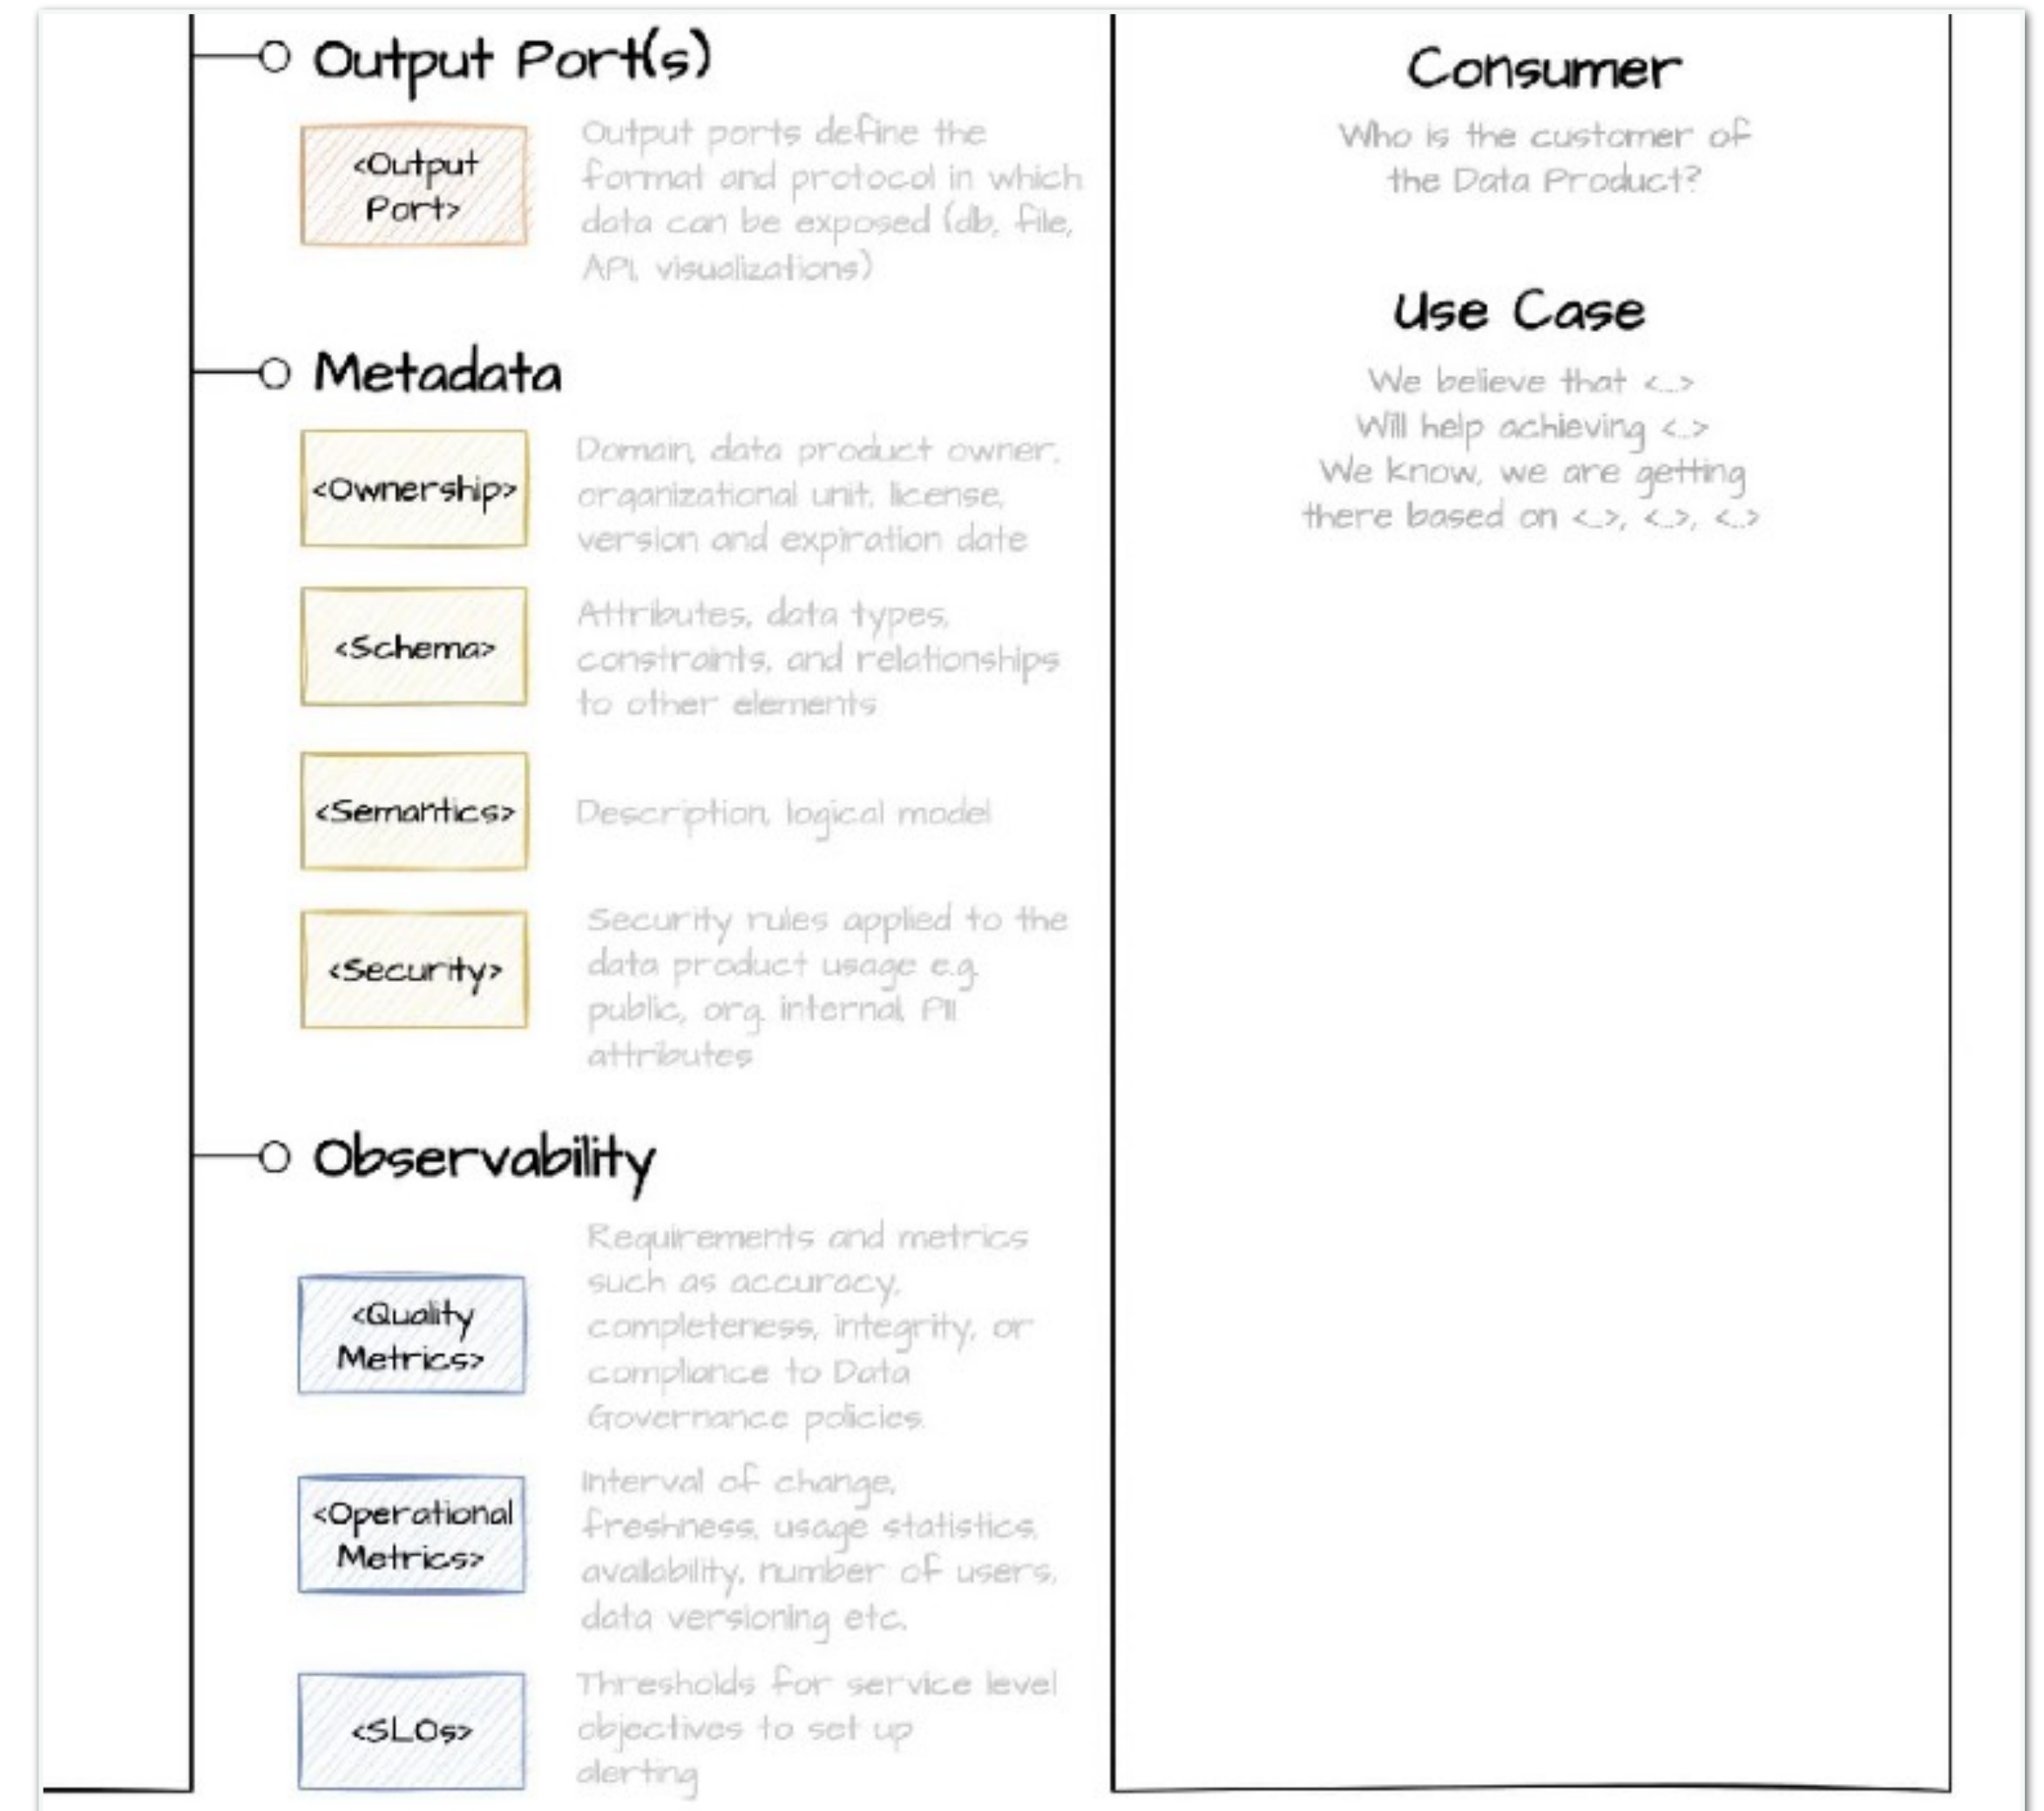 Output Port(s)
<Output
Port>
Output ports define the
format and protocol in which
data can be exposed (db, file,
API, visualizations)
Metadata
<Ownership>
Domain, data product owner,
organizational unit, license,
version and expiration date
<Schema>
Attributes, data types,
constraints, and relationships
to other elements
<Semantics>
Description, logical model
<Security>
Security rules applied to the
data product usage e.g.
public, org. internal, PII
attributes
Observability
<Quality
Metrics>
Requirements and metrics
such as accuracy,
completeness, integrity, or
compliance to Data
Governance policies.
<Operational
Metrics>
Interval of change,
freshness, usage statistics,
availability, number of users,
data versioning etc.
<SLOs>
Thresholds for service level
objectives to set up
alerting
Consumer
Who is the customer of
the Data Product?
Use Case
We believe that <...>
Will help achieving <...>
We know, we are getting
there based on <...>, <...>, <...>